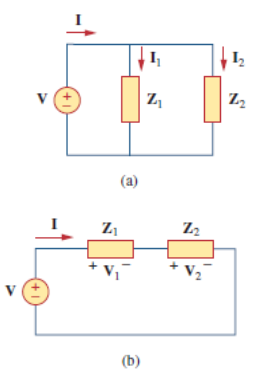 I
I₁ I₂
V + − Z₁ Z₂
(a)
I Z₁ Z₂
+ V₁ − + V₂ −
V + −
(b)